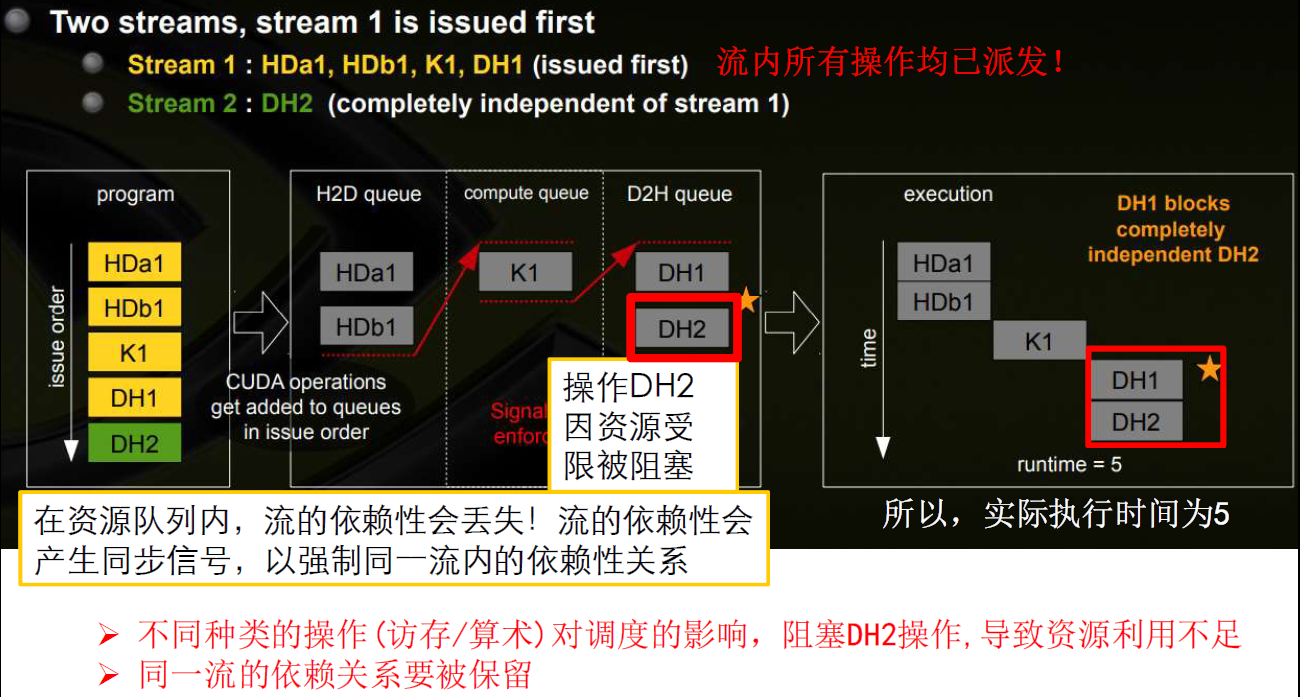 Two streams, stream 1 is issued first
Stream 1 : HDa1, HDb1, K1, DH1 (issued first) 流内所有操作均已派发！
Stream 2 : DH2 (completely independent of stream 1)
program
issue order
HDa1
HDb1
K1
DH1
DH2
CUDA operations
get added to queues
in issue order
H2D queue
HDa1
HDb1
compute queue
K1
Signal
enforc
D2H queue
DH1
DH2
操作DH2
因资源受
限被阻塞
execution
time
DH1 blocks
completely
independent DH2
HDa1
HDb1
K1
DH1
DH2
runtime = 5
在资源队列内，流的依赖性会丢失！流的依赖性会
产生同步信号，以强制同一流内的依赖性关系
所以，实际执行时间为5
不同种类的操作(访存/算术)对调度的影响，阻塞DH2操作,导致资源利用不足
同一流的依赖关系要被保留